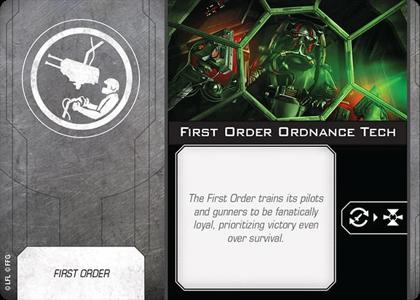 FIRST ORDER ORDNANCE TECH
The First Order trains its pilots
and gunners to be fanatically
loyal, prioritizing victory even
over survival.
FIRST ORDER
© LFL © FFG